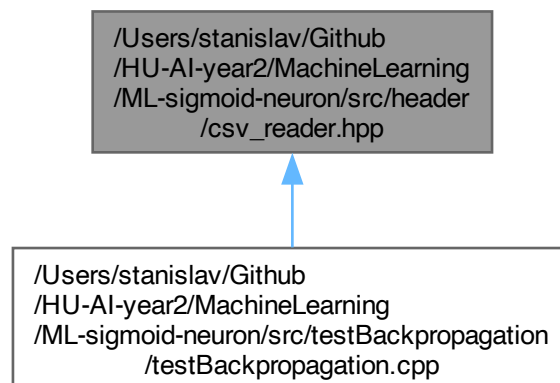 /Users/stanislav/Github
/HU-AI-year2/MachineLearning
/ML-sigmoid-neuron/src/header
/csv_reader.hpp
/Users/stanislav/Github
/HU-AI-year2/MachineLearning
/ML-sigmoid-neuron/src/testBackpropagation
/testBackpropagation.cpp